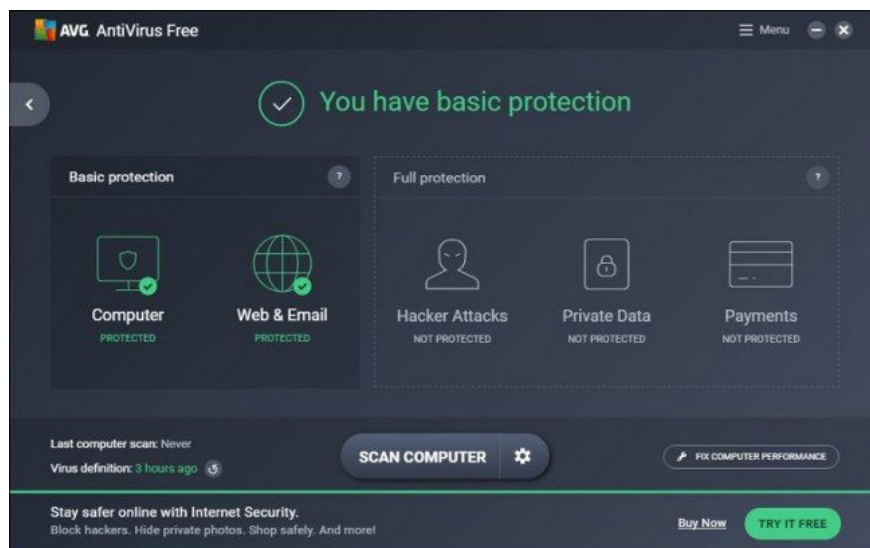 AVG AntiVirus Free
Menu
You have basic protection
Basic protection ?
Full protection ?
Computer
PROTECTED
Web & Email
PROTECTED
Hacker Attacks
NOT PROTECTED
Private Data
NOT PROTECTED
Payments
NOT PROTECTED
Last computer scan: Never
Virus definition: 3 hours ago
SCAN COMPUTER
FIX COMPUTER PERFORMANCE
Stay safer online with Internet Security.
Block hackers. Hide private photos. Shop safely. And more!
Buy Now
TRY IT FREE